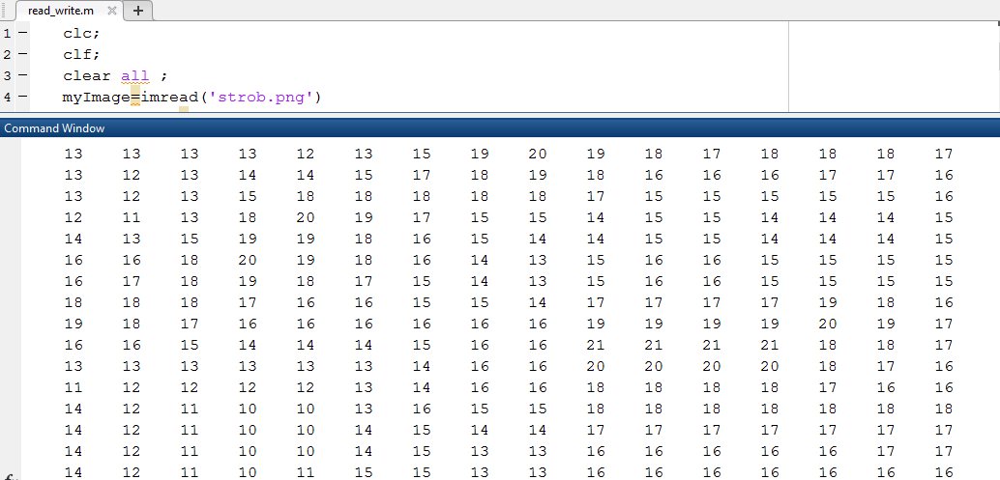 read_write.m
1 clc;
2 clf;
3 clear all ;
4 myImage=imread('strob.png')
Command Window
13 13 13 13 12 13 15 19 20 19 18 17 18 18 18 17
13 12 13 14 14 15 17 18 19 18 16 16 16 17 17 16
13 12 13 15 18 18 18 18 18 17 15 15 15 15 15 16
12 11 13 18 20 19 17 15 15 14 15 15 14 14 14 15
14 13 15 19 19 18 16 15 14 14 15 15 14 14 14 15
16 16 18 20 19 18 16 14 13 15 16 16 15 15 15 15
16 17 18 19 18 17 15 14 13 15 16 16 15 15 15 15
18 18 18 17 16 16 15 15 14 17 17 17 17 19 18 16
19 18 17 16 16 16 16 16 16 19 19 19 19 20 19 17
16 16 15 14 14 14 15 16 16 21 21 21 21 18 18 17
13 13 13 13 13 13 14 16 16 20 20 20 20 18 17 16
11 12 12 12 12 13 14 16 16 18 18 18 18 17 16 16
14 12 11 10 10 13 16 15 15 18 18 18 18 18 18 18
14 12 11 10 10 14 15 14 14 17 17 17 17 17 17 17
14 12 11 10 10 14 15 13 13 16 16 16 16 16 17 17
14 12 11 10 11 15 15 13 13 16 16 16 16 16 16 16